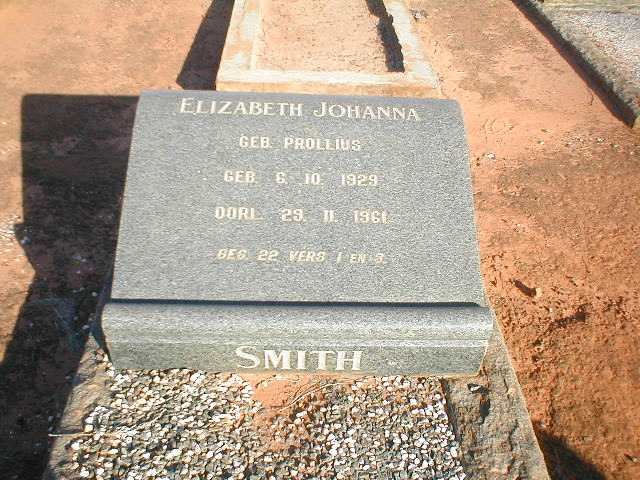 ELIZABETH JOHANNA
GEB. PROLLIUS
GEB. 6. 10. 1929
OORL. 29. 11. 1961.
GEG. 22 VERS 1 EN 3.
SMITH